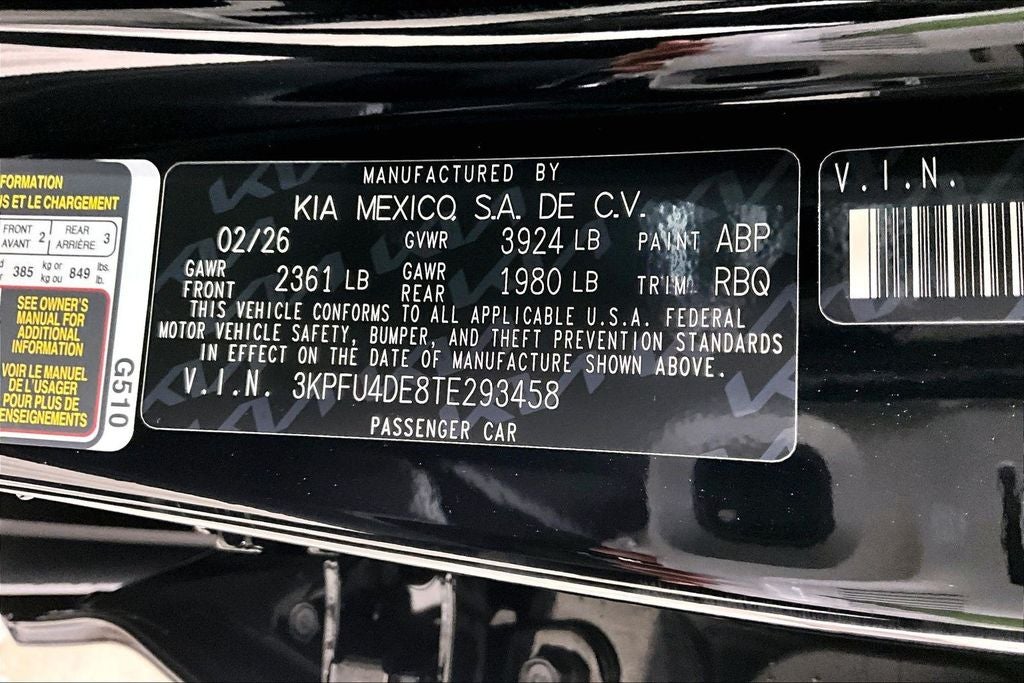 FORMATION
US ET LE CHARGEMENT
FRONT AVANT 2 REAR ARRIÈRE 3
385 kg or kg ou 849 lbs. lb.
SEE OWNER'S
MANUAL FOR
ADDITIONAL
INFORMATION
VOIR LE MANUEL
DE L'USAGER
POUR PLUS DE
ENSEIGNEMENTS
G510
MANUFACTURED BY
KIA MEXICO, S.A. DE C.V.
02/26 GVWR 3924 LB PAINT ABP
GAWR FRONT 2361 LB GAWR REAR 1980 LB TRIM RBQ
THIS VEHICLE CONFORMS TO ALL APPLICABLE U.S.A. FEDERAL
MOTOR VEHICLE SAFETY, BUMPER, AND THEFT PREVENTION STANDARDS
IN EFFECT ON THE DATE OF MANUFACTURE SHOWN ABOVE.
V.I.N. 3KPFU4DE8TE293458
PASSENGER CAR
V.I.N.